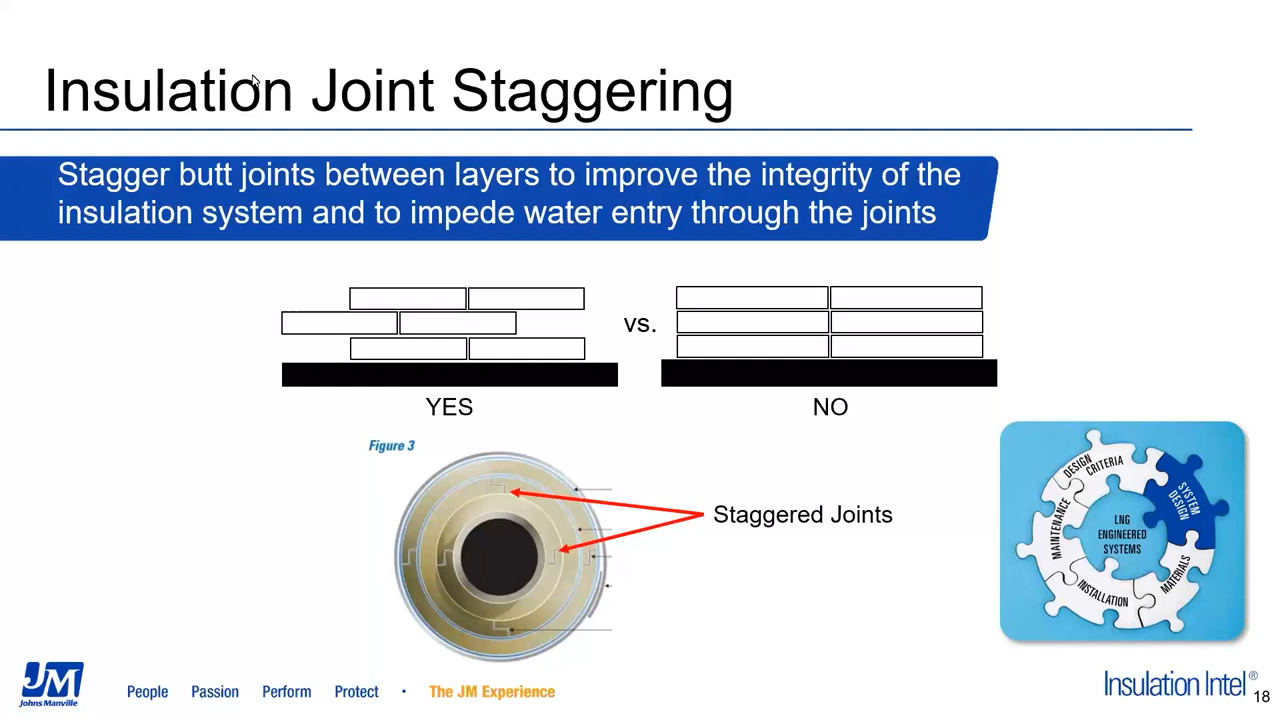 Insulation Joint Staggering
Stagger butt joints between layers to improve the integrity of the
insulation system and to impede water entry through the joints
vs.
YES
NO
Figure 3
Staggered Joints
DESIGN CRITERIA
SYSTEM DESIGN
MATERIALS
INSTALLATION
MAINTENANCE
LNG
ENGINEERED
SYSTEMS
JM
Johns Manville
People Passion Perform Protect • The JM Experience
Insulation Intel®
18